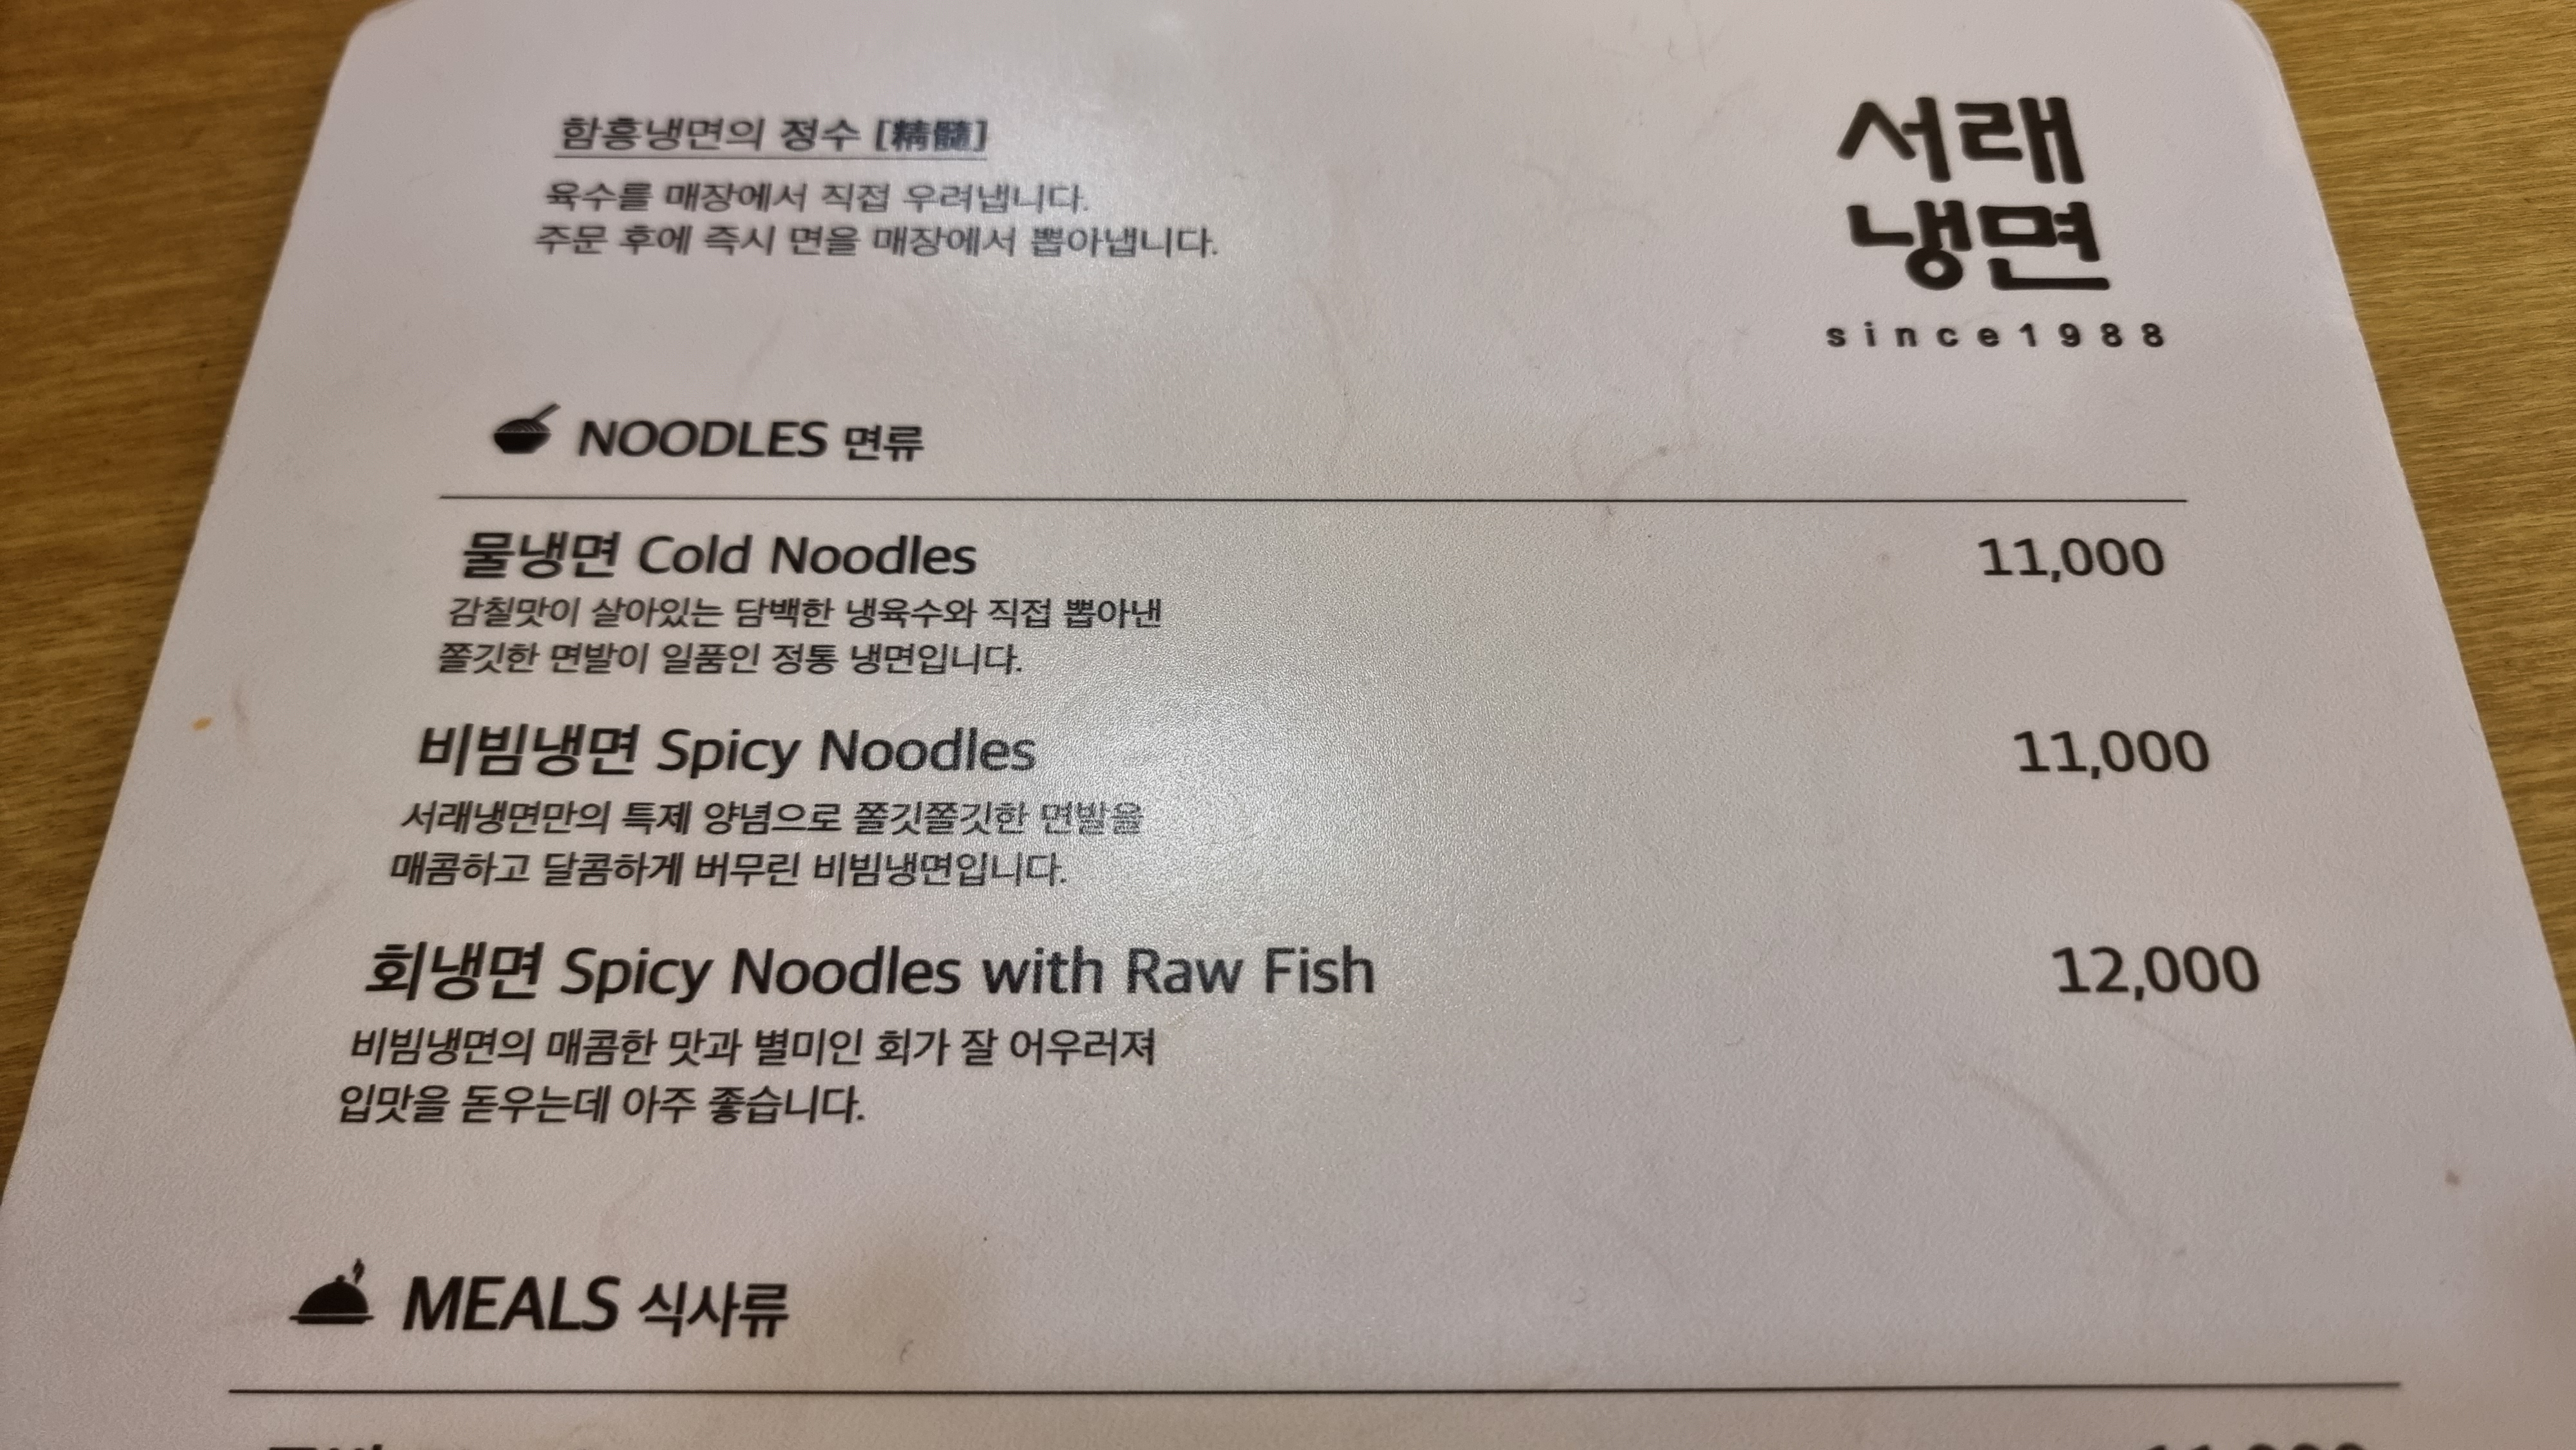 함흥냉면의 정수 [精髓]
육수를 매장에서 직접 우려냅니다.
주문 후에 즉시 면을 매장에서 뽑아냅니다.
서래
냉면
since1988
NOODLES 면류
물냉면 Cold Noodles 11,000
감칠맛이 살아있는 담백한 냉육수와 직접 뽑아낸
쫄깃한 면발이 일품인 정통 냉면입니다.
비빔냉면 Spicy Noodles 11,000
서래냉면만의 특제 양념으로 쫄깃쫄깃한 면발을
매콤하고 달콤하게 버무린 비빔냉면입니다.
회냉면 Spicy Noodles with Raw Fish 12,000
비빔냉면의 매콤한 맛과 별미인 회가 잘 어우러져
입맛을 돋우는데 아주 좋습니다.
MEALS 식사류